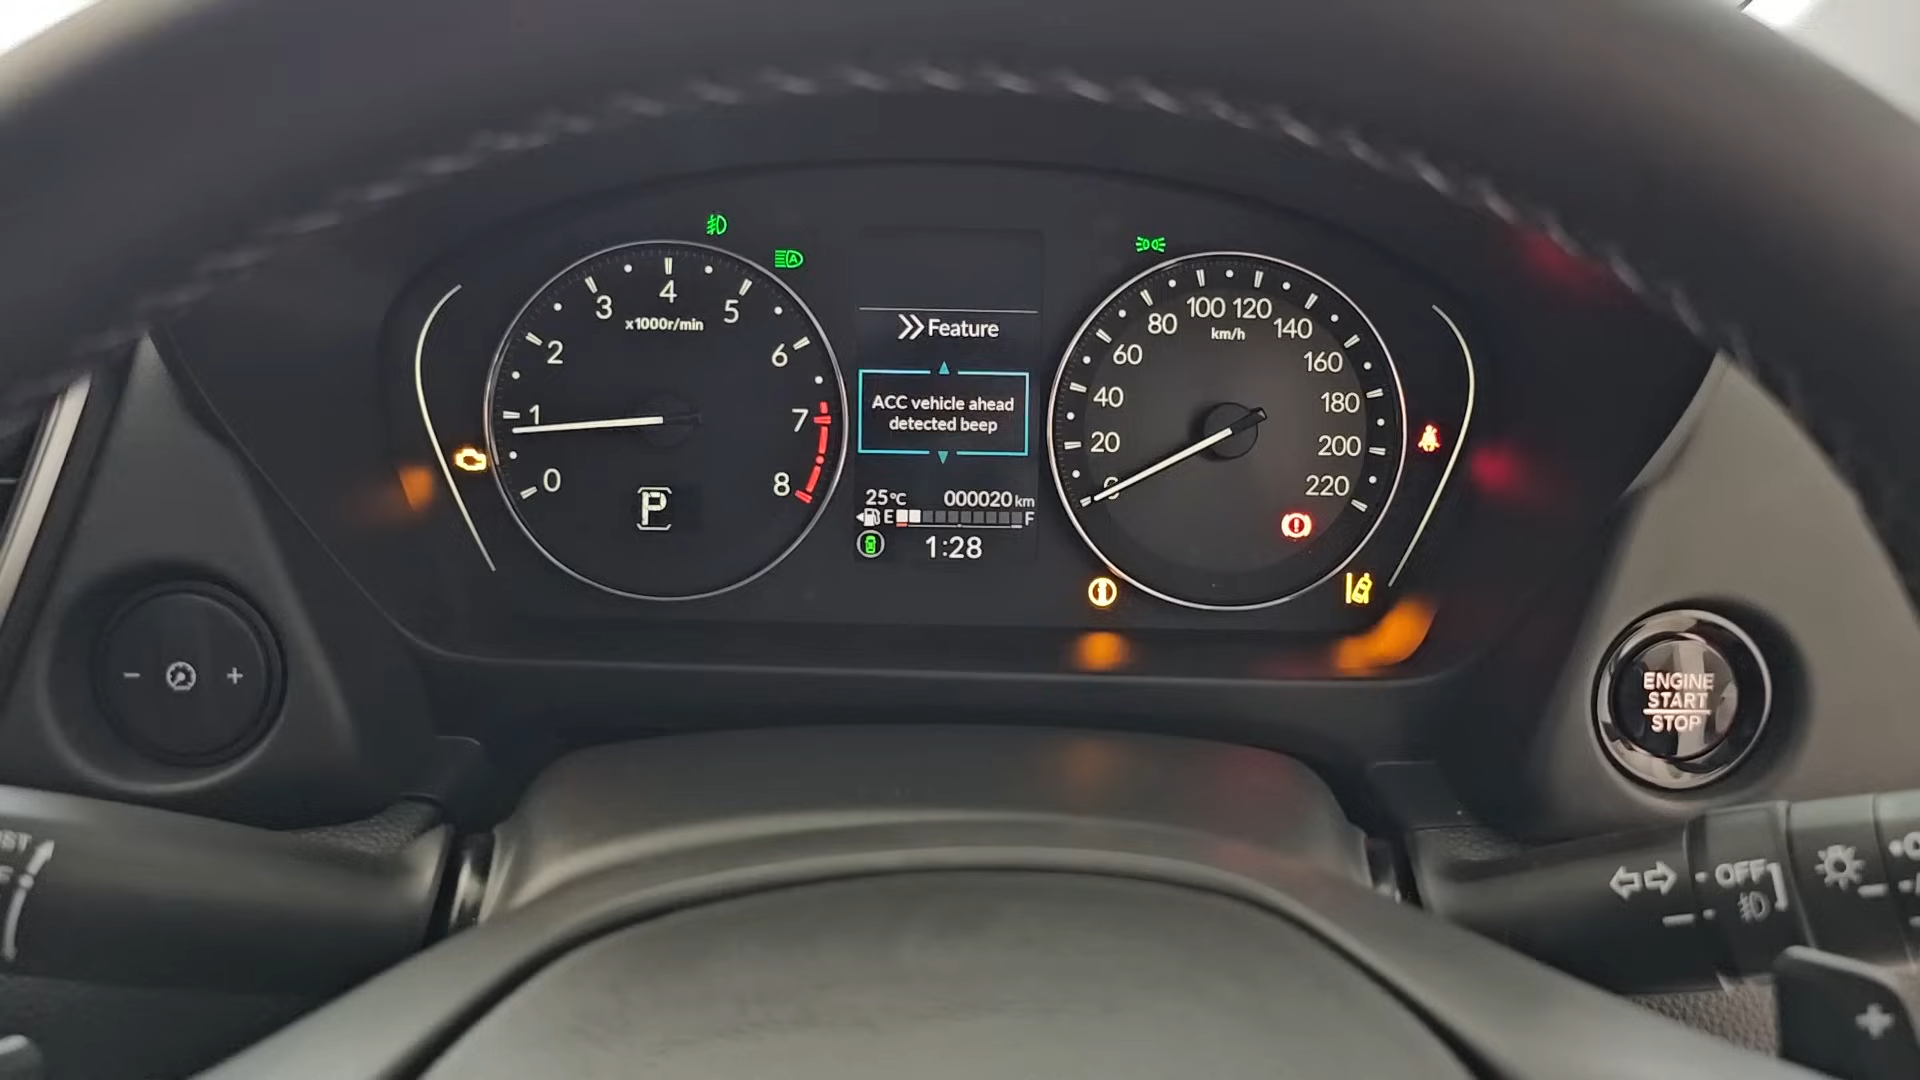 0
1
2
3
4
5
6
7
8
x1000r/min
P
Feature
ACC vehicle ahead
detected beep
25°C 000020 km
E F
1:28
20
40
60
80
100
120
140
160
180
200
220
km/h
- +
ENGINE
START
STOP
OFF
+